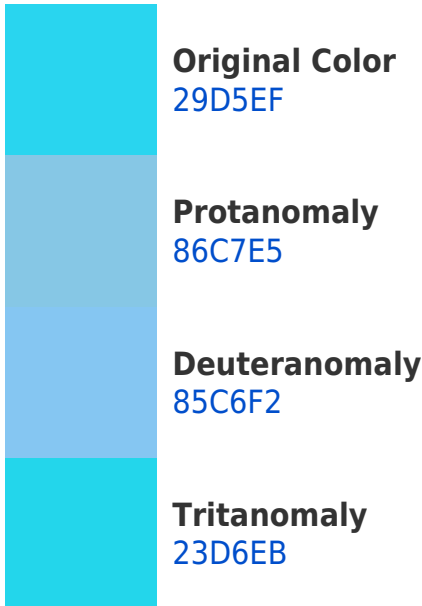 Original Color
29D5EF
Protanomaly
86C7E5
Deuteranomaly
85C6F2
Tritanomaly
23D6EB